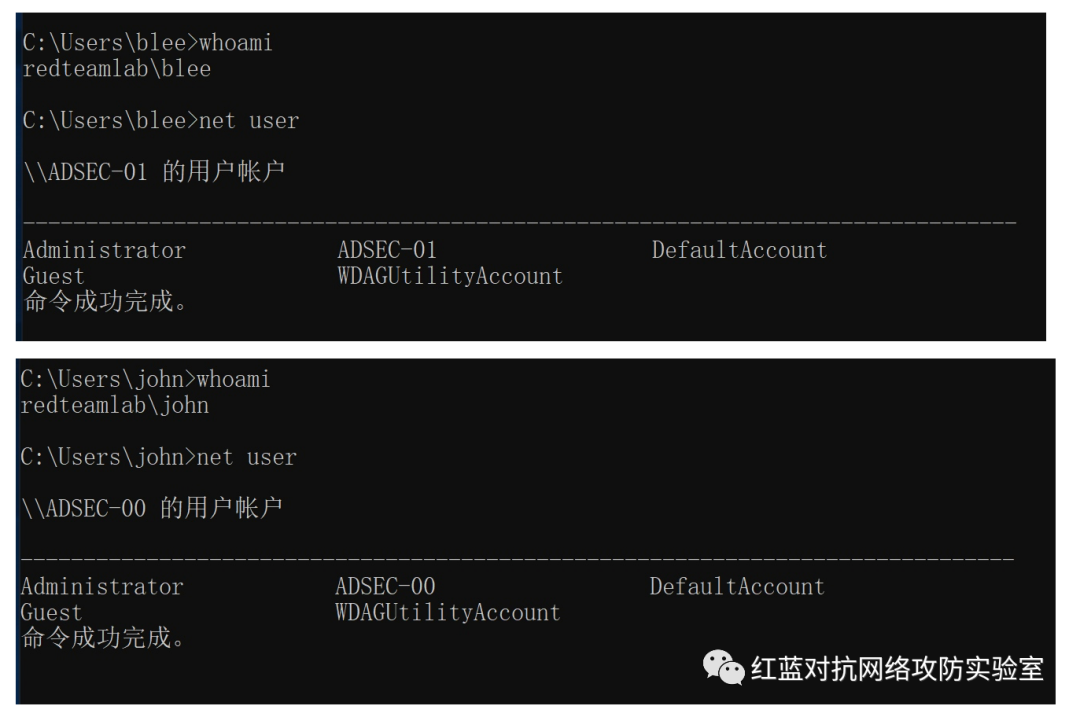 C:\Users\blee>whoami
redteamlab\blee
C:\Users\blee>net user
\\ADSEC-01 的用户帐户
-------------------------------------------------------------------------------
Administrator ADSEC-01 DefaultAccount
Guest WDAGUtilityAccount
命令成功完成。
C:\Users\john>whoami
redteamlab\john
C:\Users\john>net user
\\ADSEC-00 的用户帐户
-------------------------------------------------------------------------------
Administrator ADSEC-00 DefaultAccount
Guest WDAGUtilityAccount
命令成功完成。
红蓝对抗网络攻防实验室